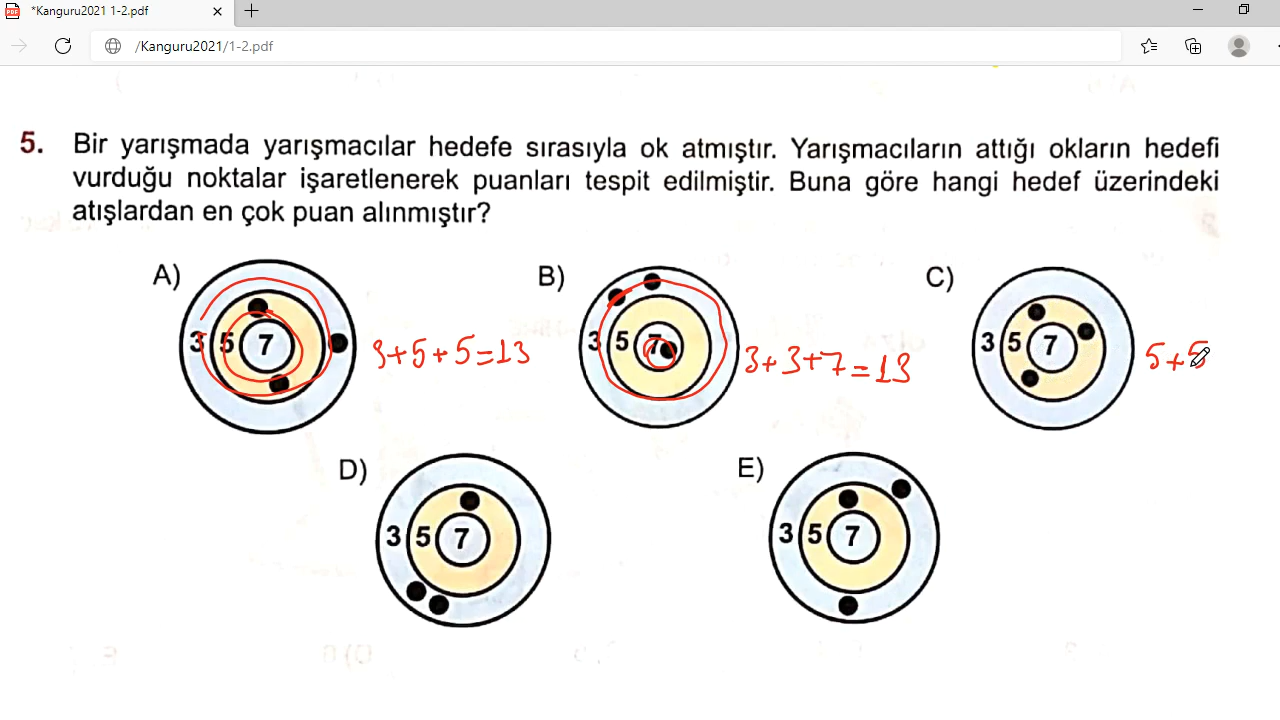 *Kanguru2021 1-2.pdf
/Kanguru2021/1-2.pdf
5. Bir yarışmada yarışmacılar hedefe sırasıyla ok atmıştır. Yarışmacıların attığı okların hedefi
vurduğu noktalar işaretlenerek puanları tespit edilmiştir. Buna göre hangi hedef üzerindeki
atışlardan en çok puan alınmıştır?
A) 3 5 7 3+5+5=13
B) 3 5 7 3+3+7=13
C) 3 5 7 5+5
D) 3 5 7
E) 3 5 7